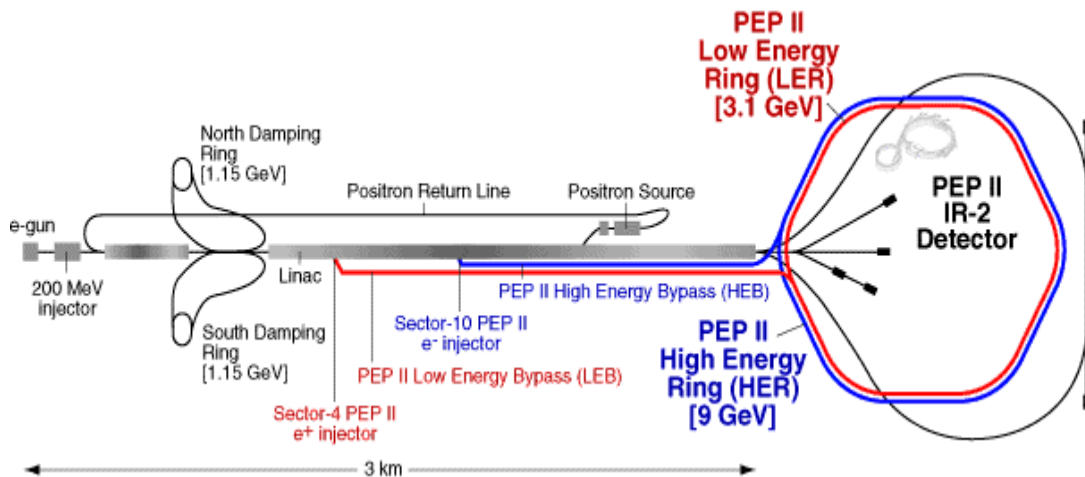 PEP II
Low Energy
Ring (LER)
[3.1 GeV]
North Damping
Ring
[1.15 GeV]
Positron Return Line
Positron Source
e-gun
200 MeV
injector
Linac
PEP II High Energy Bypass (HEB)
Sector-10 PEP II
e- injector
South Damping
Ring
[1.15 GeV]
PEP II Low Energy Bypass (LEB)
Sector-4 PEP II
e+ injector
PEP II
IR-2
Detector
PEP II
High Energy
Ring (HER)
[9 GeV]
3 km